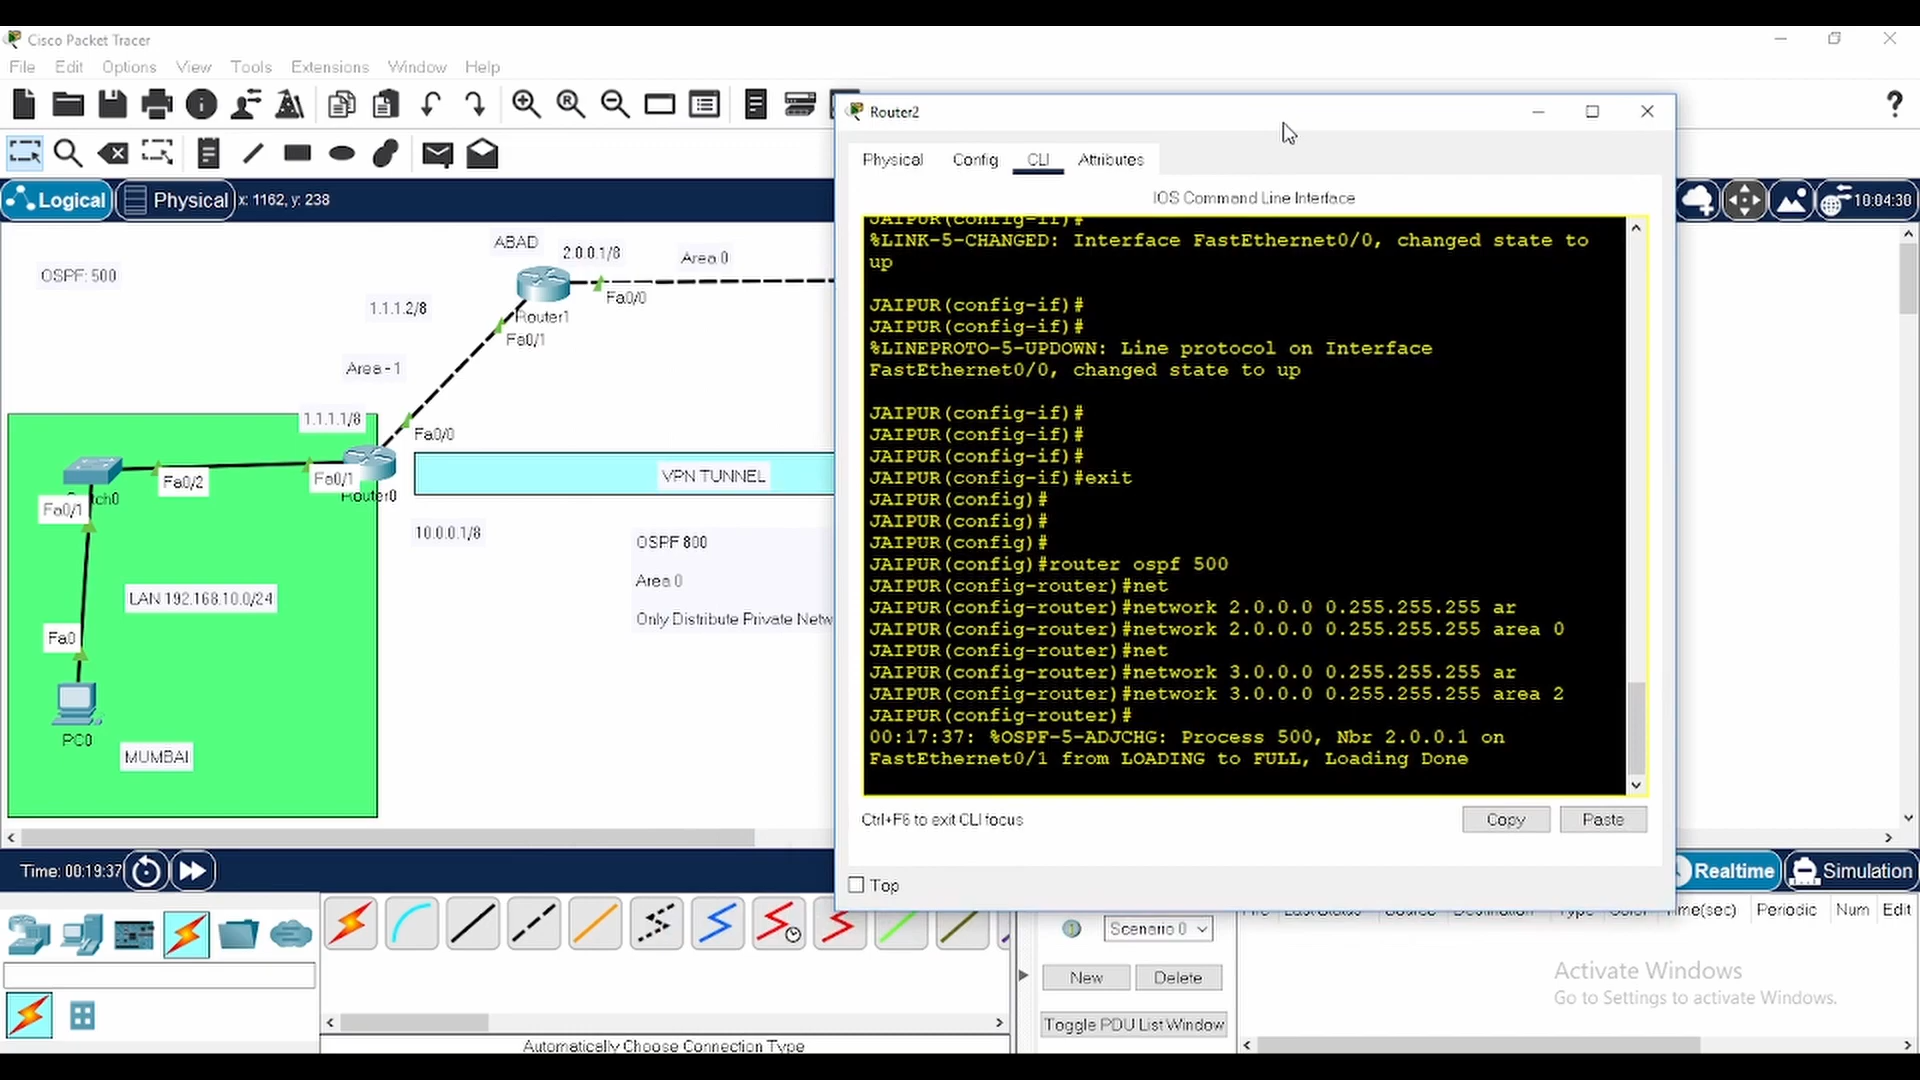 Cisco Packet Tracer
File Edit Options View Tools Extensions Window Help
Logical
Physical
x: 1162, y: 238
10:04:30
OSPF: 500
ABAD
2.0.0.1/8
Area 0
Fa0/0
Router1
Fa0/1
1.1.1.2/8
Area - 1
1.1.1.1/8
Fa0/0
Fa0/1
Router0
Fa0/2
Fa0/1
VPN TUNNEL
10.0.0.1/8
OSPF 800
Area 0
Only Distribute Private Netw
LAN 192.168.10.0/24
Fa0
PC0
MUMBAI
Router2
Physical Config CLI Attributes
IOS Command Line Interface
JAIPUR(config-if)#
%LINK-5-CHANGED: Interface FastEthernet0/0, changed state to
up
JAIPUR(config-if)#
JAIPUR(config-if)#
%LINEPROTO-5-UPDOWN: Line protocol on Interface
FastEthernet0/0, changed state to up
JAIPUR(config-if)#
JAIPUR(config-if)#
JAIPUR(config-if)#
JAIPUR(config-if)#exit
JAIPUR(config)#
JAIPUR(config)#
JAIPUR(config)#
JAIPUR(config)#router ospf 500
JAIPUR(config-router)#net
JAIPUR(config-router)#network 2.0.0.0 0.255.255.255 ar
JAIPUR(config-router)#network 2.0.0.0 0.255.255.255 area 0
JAIPUR(config-router)#net
JAIPUR(config-router)#network 3.0.0.0 0.255.255.255 ar
JAIPUR(config-router)#network 3.0.0.0 0.255.255.255 area 2
JAIPUR(config-router)#
00:17:37: %OSPF-5-ADJCHG: Process 500, Nbr 2.0.0.1 on
FastEthernet0/1 from LOADING to FULL, Loading Done
Ctrl+F6 to exit CLI focus
Copy
Paste
Top
Time: 00:19:37
Realtime
Simulation
Periodic Num Edit
Scenario 0
New
Delete
Toggle PDU List Window
Automatically Choose Connection Type
Activate Windows
Go to Settings to activate Windows.